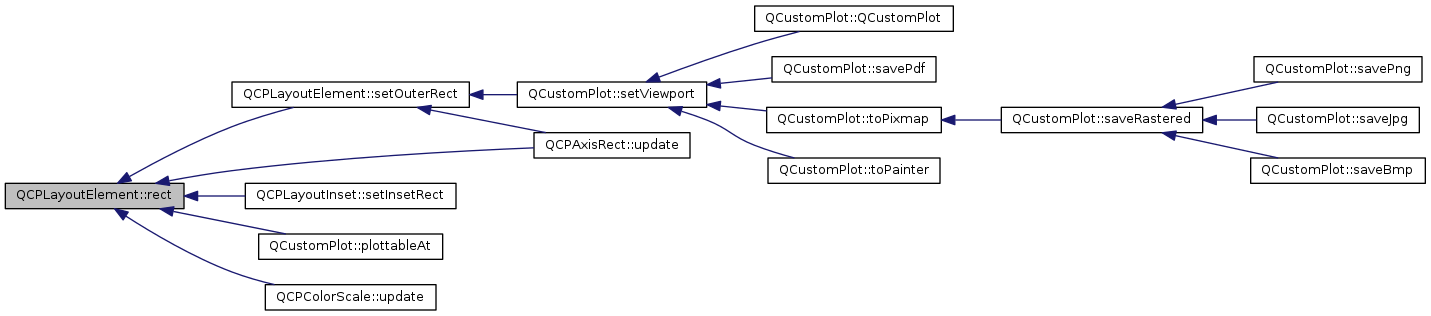 QCustomPlot::QCustomPlot
QCustomPlot::savePdf
QCustomPlot::savePng
QCPLayoutElement::setOuterRect
QCustomPlot::setViewport
QCustomPlot::toPixmap
QCustomPlot::saveRastered
QCustomPlot::saveJpg
QCPAxisRect::update
QCustomPlot::toPainter
QCustomPlot::saveBmp
QCPLayoutElement::rect
QCPLayoutInset::setInsetRect
QCustomPlot::plottableAt
QCPColorScale::update